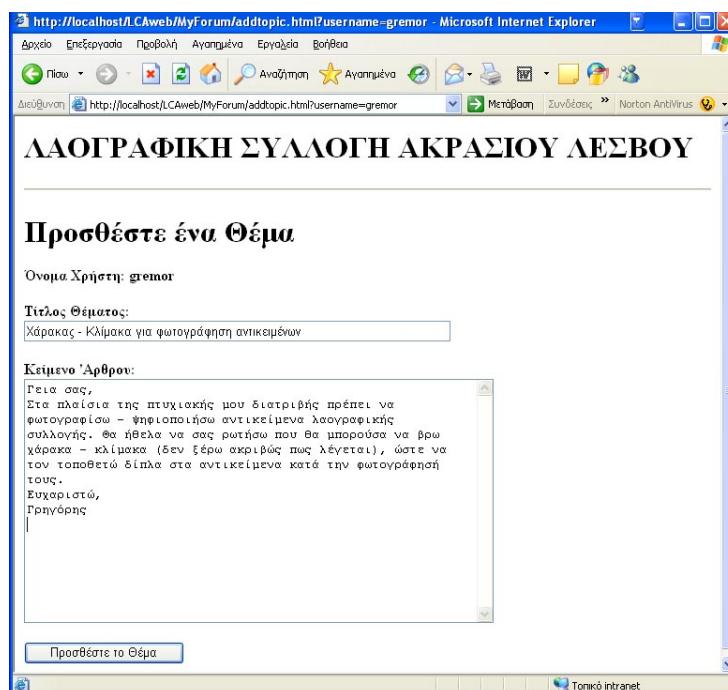 http://localhost/LCAweb/MyForum/addtopic.html?username=gremor - Microsoft Internet Explorer
Αρχείο Επεξεργασία Προβολή Αγαπημένα Εργαλεία Βοήθεια
Πίσω Αναζήτηση Αγαπημένα
Διεύθυνση http://localhost/LCAweb/MyForum/addtopic.html?username=gremor Μετάβαση Συνδέσεις » Norton AntiVirus
ΛΑΟΓΡΑΦΙΚΗ ΣΥΛΛΟΓΗ ΑΚΡΑΣΙΟΥ ΛΕΣΒΟΥ
Προσθέστε ένα Θέμα
Όνομα Χρήστη: gremor
Τίτλος Θέματος:
Χάρακας - Κλίμακα για φωτογράφηση αντικειμένων
Κείμενο Άρθρου:
Γεια σας,
Στα πλαίσια της πτυχιακής μου διατριβής πρέπει να
φωτογραφίσω - ψηφιοποιήσω αντικείμενα λαογραφικής
συλλογής. Θα ήθελα να σας ρωτήσω που θα μπορούσα να βρω
χάρακα - κλίμακα (δεν ξέρω ακριβώς πως λέγεται), ώστε να
τον τοποθετώ δίπλα στα αντικείμενα κατά την φωτογράφησή
τους.
Ευχαριστώ,
Γρηγόρης
Προσθέστε το Θέμα
Τοπικό intranet